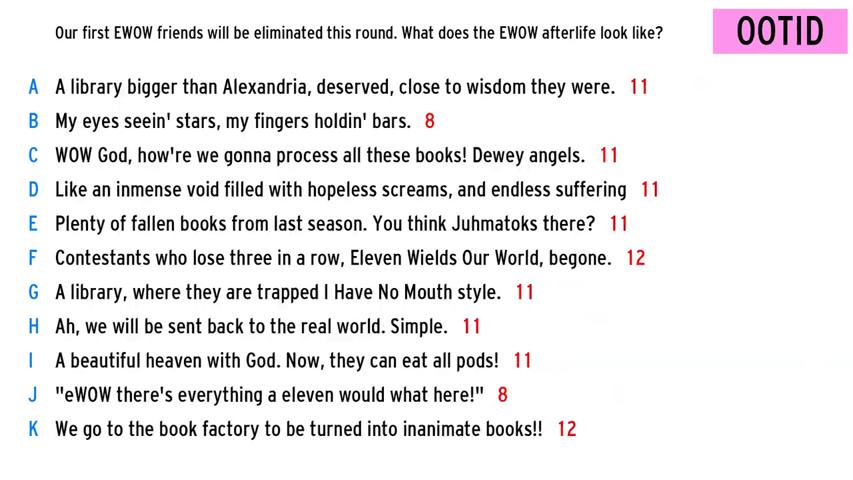 Our first EWOW friends will be eliminated this round. What does the EWOW afterlife look like?
OOTID
A A library bigger than Alexandria, deserved, close to wisdom they were. 11
B My eyes seein' stars, my fingers holdin' bars. 8
C WOW God, how're we gonna process all these books! Dewey angels. 11
D Like an inmense void filled with hopeless screams, and endless suffering 11
E Plenty of fallen books from last season. You think Juhmatoks there? 11
F Contestants who lose three in a row, Eleven Wields Our World, begone. 12
G A library, where they are trapped I Have No Mouth style. 11
H Ah, we will be sent back to the real world. Simple. 11
I A beautiful heaven with God. Now, they can eat all pods! 11
J "eWOW there's everything a eleven would what here!" 8
K We go to the book factory to be turned into inanimate books!! 12